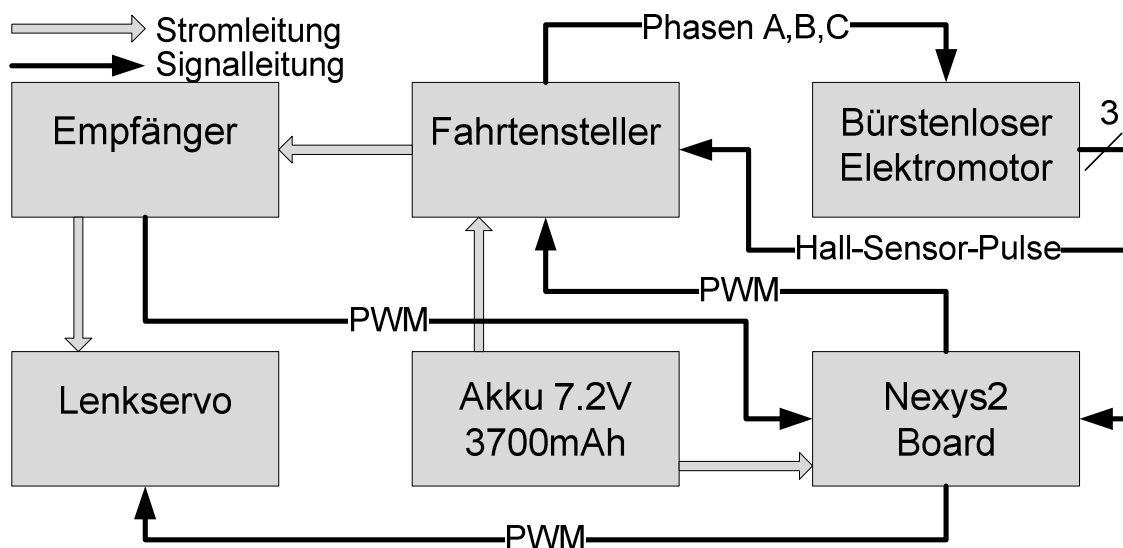 Stromleitung
Signalleitung
Phasen A,B,C
Empfänger
Fahrtensteller
Bürstenloser
Elektromotor
3
Hall-Sensor-Pulse
PWM
PWM
Lenkservo
Akku 7.2V
3700mAh
Nexys2
Board
PWM